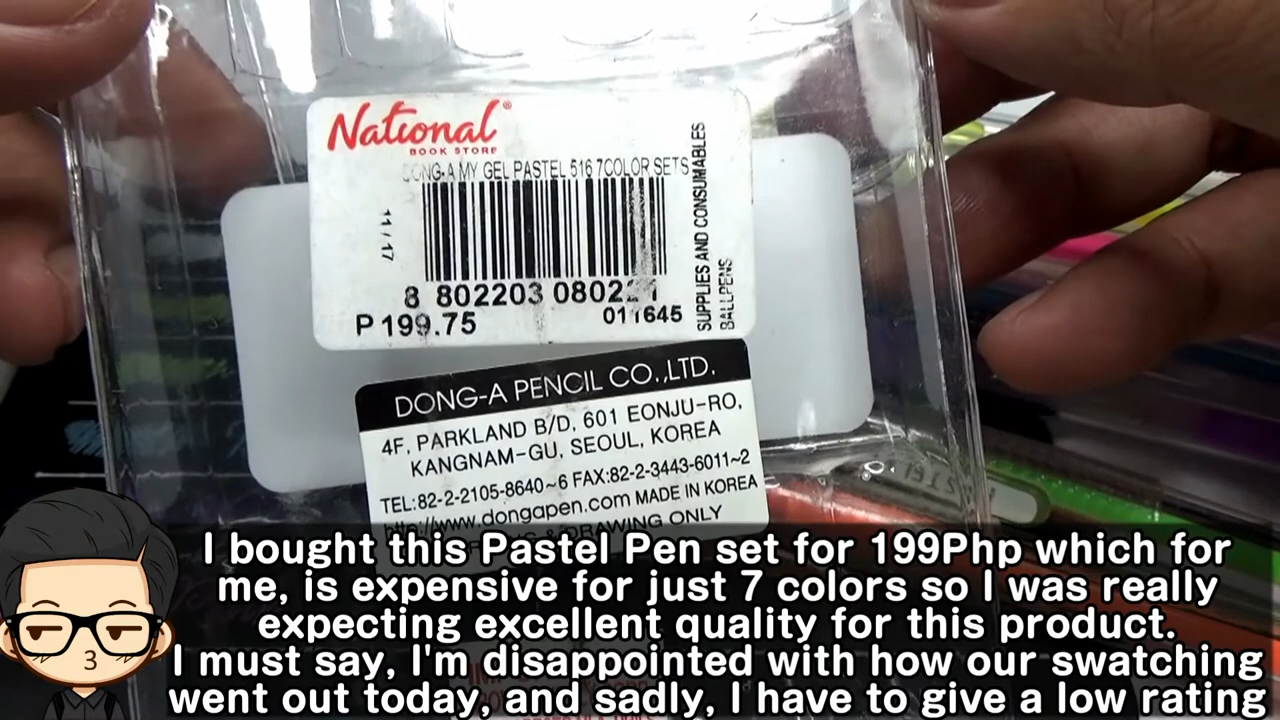 National®
BOOK STORE
DONG-A MY GEL PASTEL 516 7COLOR SETS
11/17
8 802203
P 199.75
011645
SUPPLIES AND CONSUMABLES
BALLPENS
DONG-A PENCIL CO.,LTD.
4F, PARKLAND B/D, 601 EONJU-RO,
KANGNAM-GU, SEOUL, KOREA
TEL:82-2-2105-8640~6 FAX:82-2-3443-6011~2
http://www.dongapen.com MADE IN KOREA
& DRAWING ONLY
I bought this Pastel Pen set for 199Php which for
me, is expensive for just 7 colors so I was really
expecting excellent quality for this product.
I must say, I'm disappointed with how our swatching
went out today, and sadly, I have to give a low rating